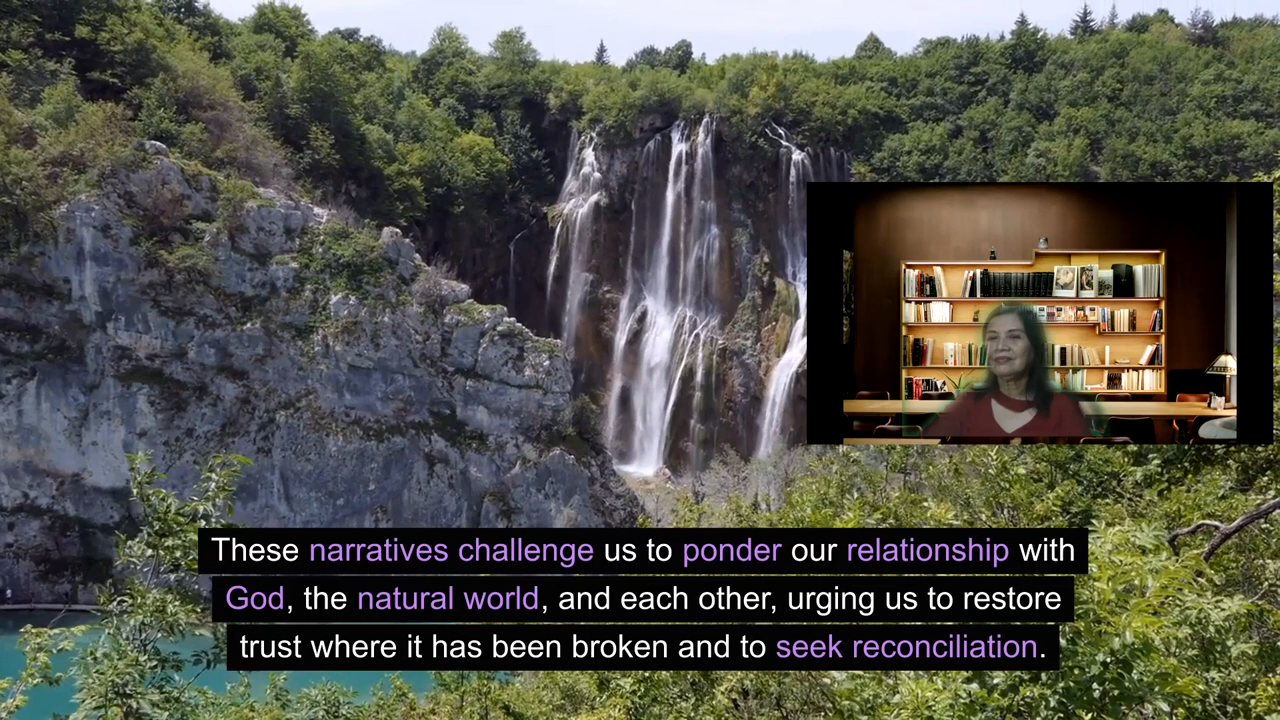 These narratives challenge us to ponder our relationship with
God, the natural world, and each other, urging us to restore
trust where it has been broken and to seek reconciliation.